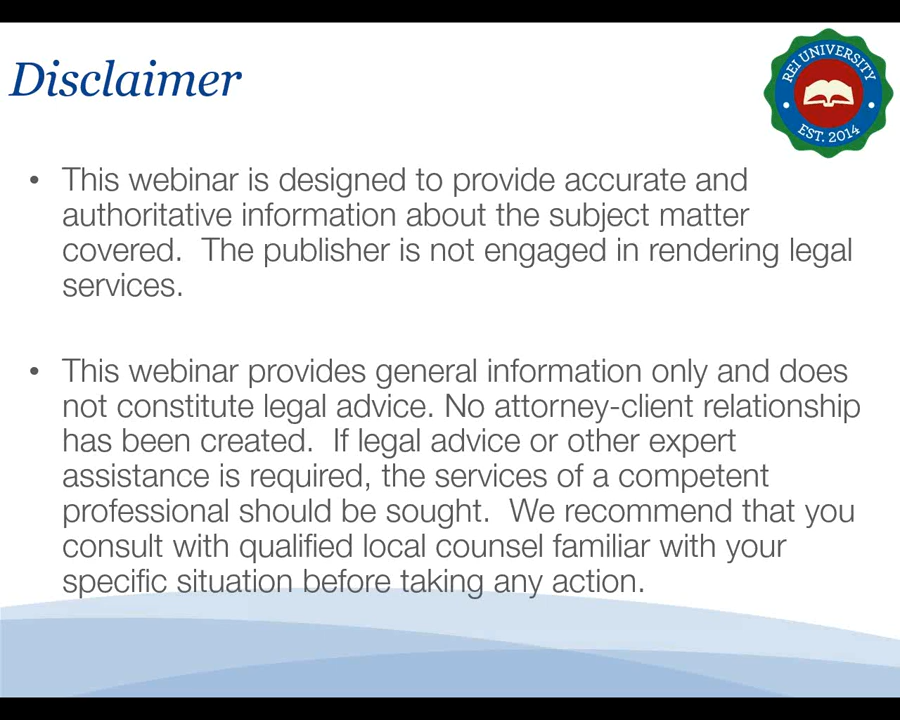 Disclaimer
REI UNIVERSITY
EST. 2014
• This webinar is designed to provide accurate and
authoritative information about the subject matter
covered.  The publisher is not engaged in rendering legal
services.
• This webinar provides general information only and does
not constitute legal advice. No attorney-client relationship
has been created.  If legal advice or other expert
assistance is required, the services of a competent
professional should be sought.  We recommend that you
consult with qualified local counsel familiar with your
specific situation before taking any action.